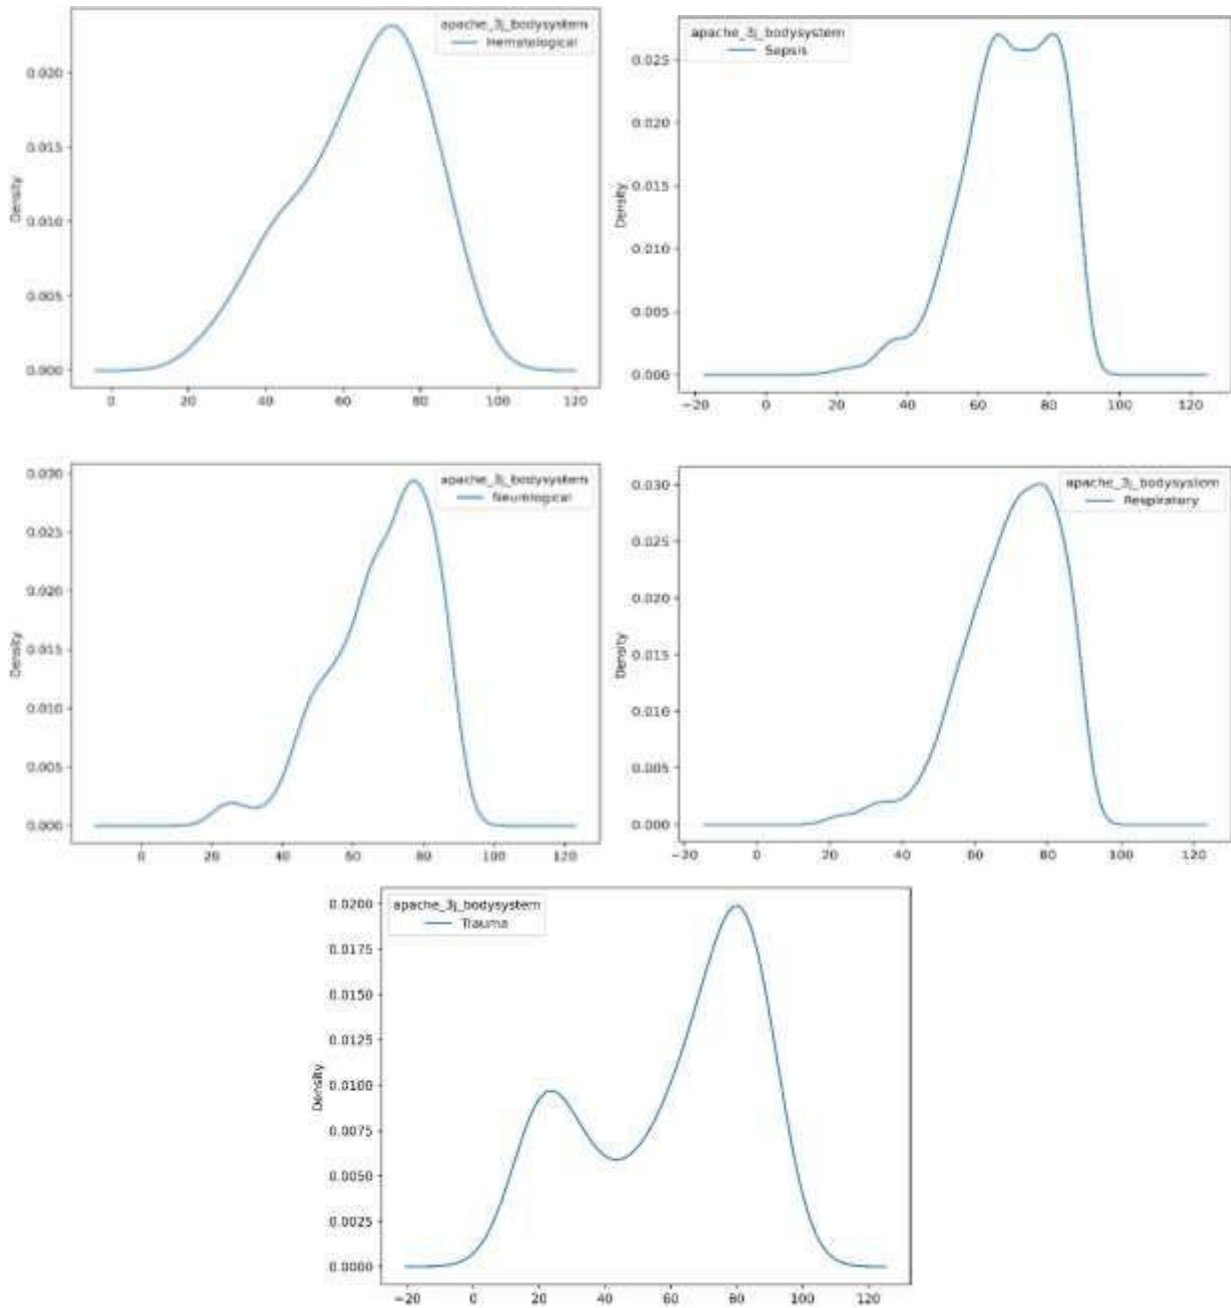 apache_3j_bodysystem
Hematological
Density
0.020
0.015
0.010
0.005
0.000
0 20 40 60 80 100 120
apache_3j_bodysystem
Sepsis
Density
0.025
0.020
0.015
0.010
0.005
0.000
−20 0 20 40 60 80 100 120
apache_3j_bodysystem
Neurological
Density
0.030
0.025
0.020
0.015
0.010
0.005
0.000
0 20 40 60 80 100 120
apache_3j_bodysystem
Respiratory
Density
0.030
0.025
0.020
0.015
0.010
0.005
0.000
−20 0 20 40 60 80 100 120
apache_3j_bodysystem
Trauma
Density
0.0200
0.0175
0.0150
0.0125
0.0100
0.0075
0.0050
0.0025
0.0000
−20 0 20 40 60 80 100 120